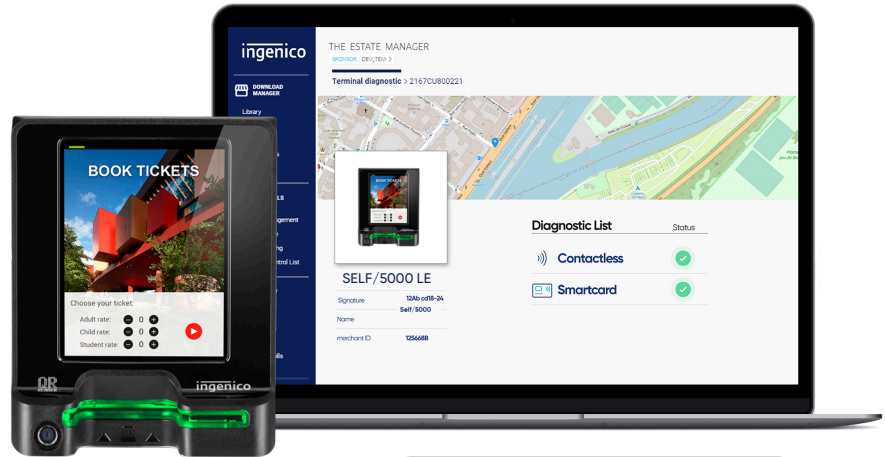 ingenico
DOWNLOAD
MANAGER
Library
THE ESTATE MANAGER
SPONSOR : DEV_TEM >
Terminal diagnostic > 2167CU800221
BOOK TICKETS
Diagnostic List Status
Contactless
Smartcard
SELF/5000 LE
Signature 12Ab cd18-24
Self/5000
Name
merchant ID 125668B
BOOK TICKETS
Choose your ticket:
Adult rate: 0
Child rate: 0
Student rate: 0
QR
ingenico